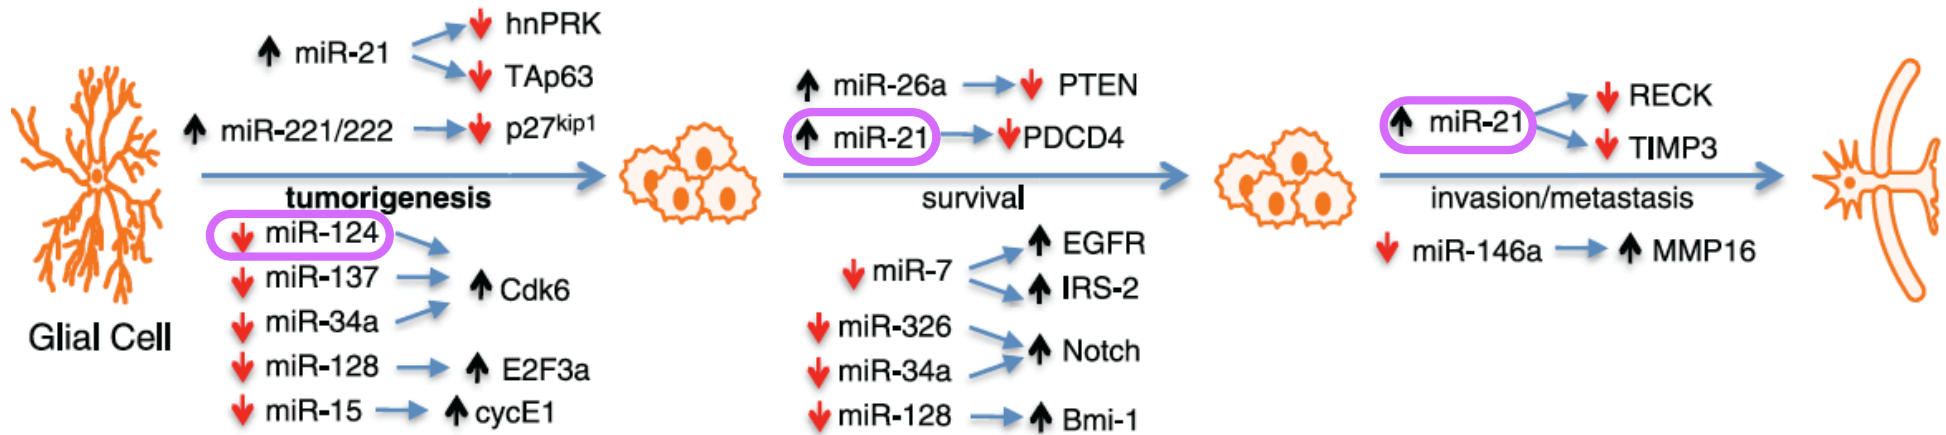 miR-21
hnPRK
TAp63
miR-221/222
p27kip1
tumorigenesis
miR-124
miR-137
miR-34a
Cdk6
miR-128
E2F3a
miR-15
cycE1
Glial Cell
miR-26a
PTEN
miR-21
PDCD4
survival
miR-7
EGFR
IRS-2
miR-326
miR-34a
Notch
miR-128
Bmi-1
miR-21
RECK
TIMP3
invasion/metastasis
miR-146a
MMP16